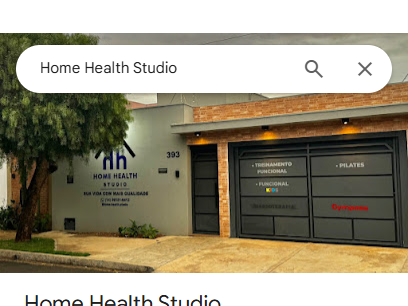 Home Health Studio
393
HOME HEALTH
STUDIO
SUA VIDA COM MAIS QUALIDADE
• TREINAMENTO
FUNCIONAL
• FUNCIONAL
• PILATES
Home Health Studio